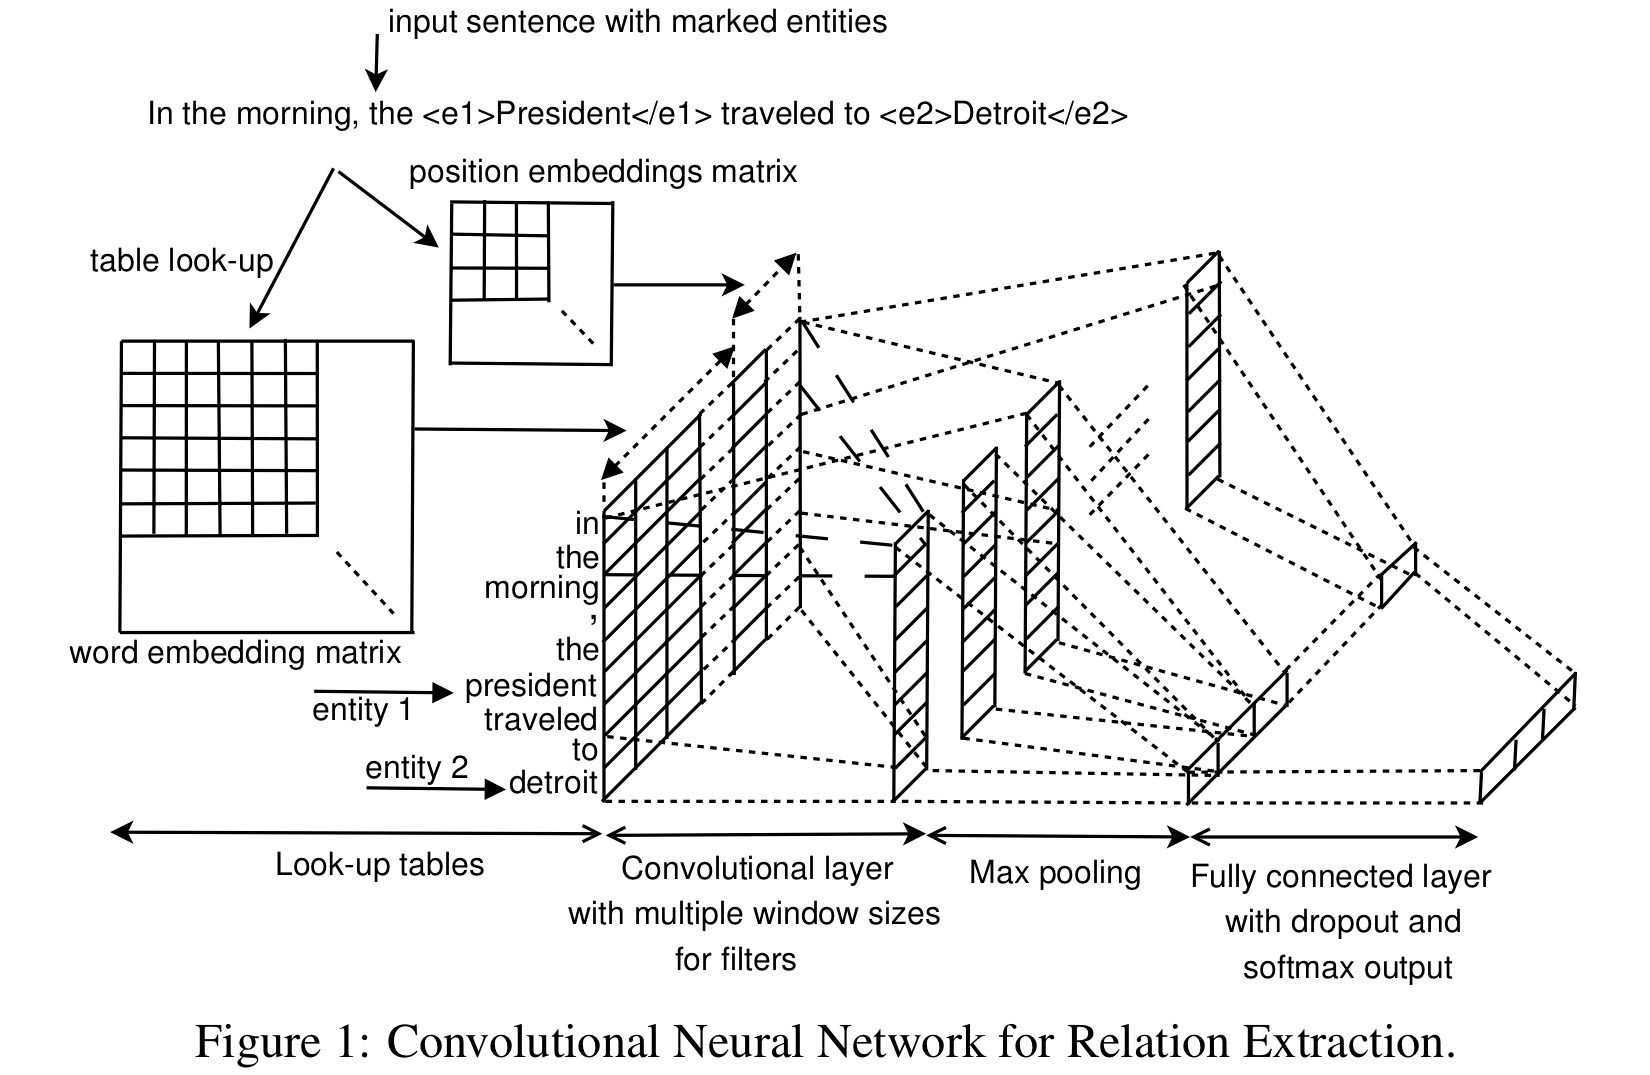 input sentence with marked entities
In the morning, the <e1>President</e1> traveled to <e2>Detroit</e2>
position embeddings matrix
table look-up
word embedding matrix
in
the
morning
,
the
president
traveled
to
detroit
entity 1
entity 2
Look-up tables
Convolutional layer
with multiple window sizes
for filters
Max pooling
Fully connected layer
with dropout and
softmax output
Figure 1: Convolutional Neural Network for Relation Extraction.